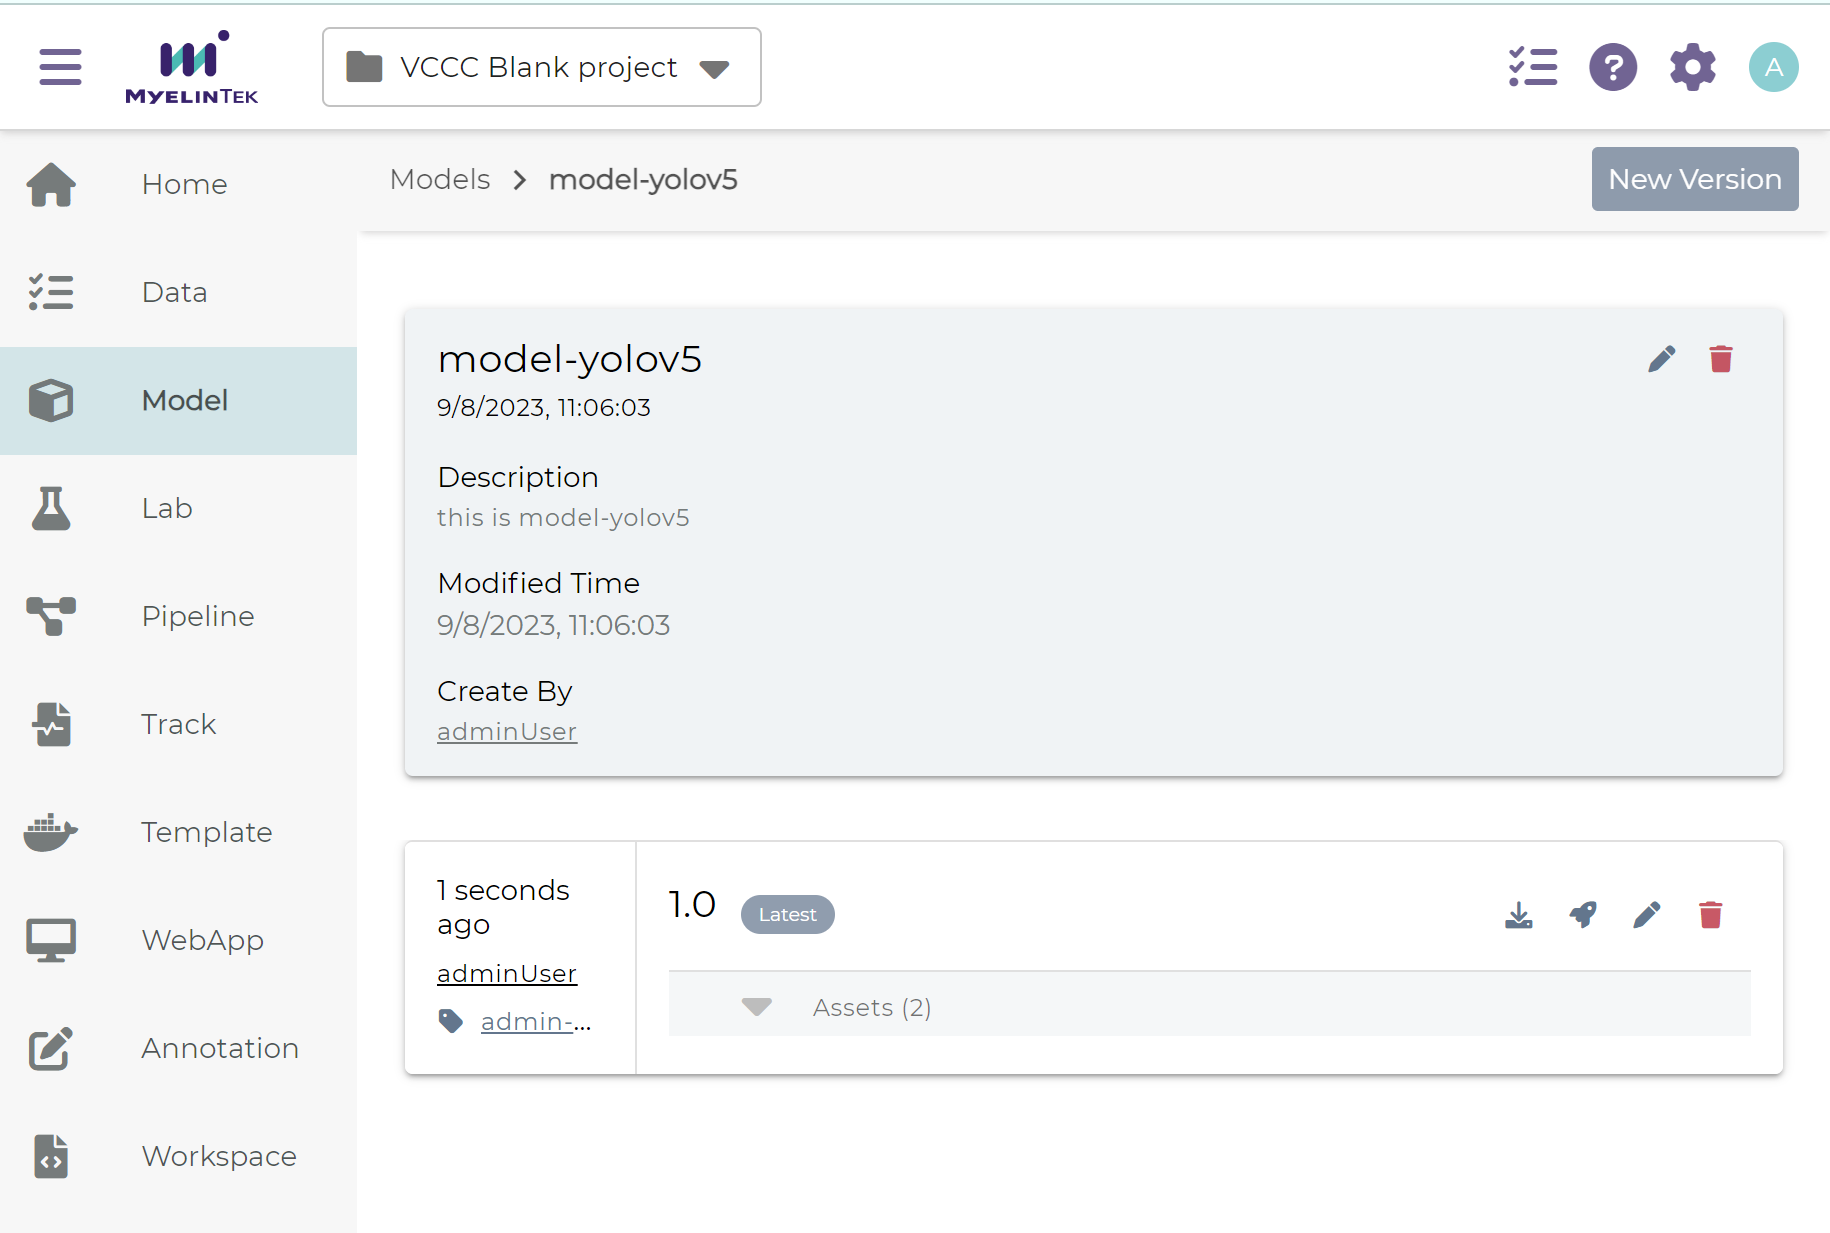 MYELINTEK
VCCC Blank project
?
A
Home
Data
Model
Lab
Pipeline
Track
Template
WebApp
Annotation
Workspace
Models > model-yolov5
New Version
model-yolov5
9/8/2023, 11:06:03
Description
this is model-yolov5
Modified Time
9/8/2023, 11:06:03
Create By
adminUser
1 seconds
ago
adminUser
admin-...
1.0
Latest
Assets (2)